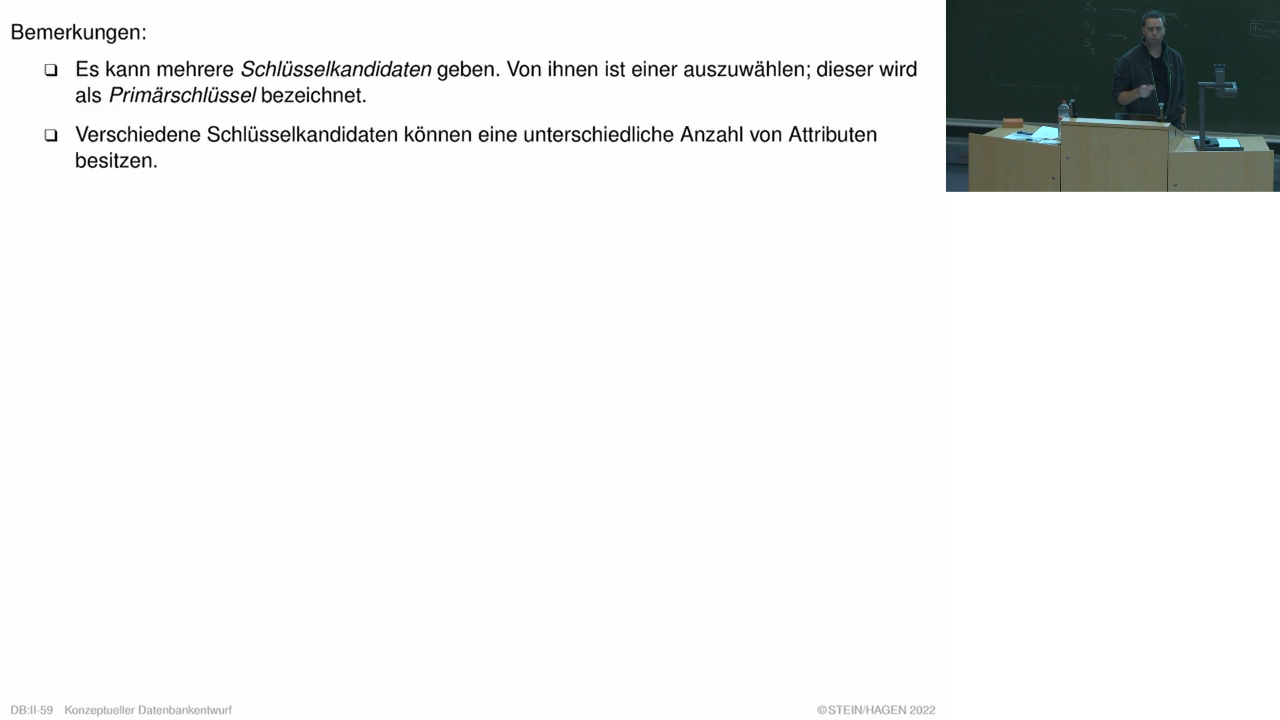 Bemerkungen:
❑ Es kann mehrere Schlüsselkandidaten geben. Von ihnen ist einer auszuwählen; dieser wird
als Primärschlüssel bezeichnet.
❑ Verschiedene Schlüsselkandidaten können eine unterschiedliche Anzahl von Attributen
besitzen.
DB:II-59 Konzeptueller Datenbankentwurf
©STEIN/HAGEN 2022